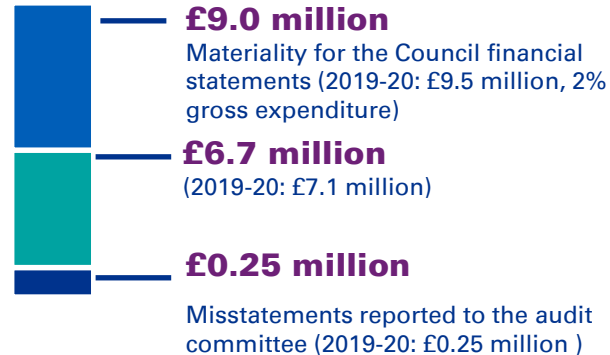 £9.0 million
Materiality for the Council financial
statements (2019-20: £9.5 million, 2%
gross expenditure)
£6.7 million
(2019-20: £7.1 million)
£0.25 million
Misstatements reported to the audit
committee (2019-20: £0.25 million )